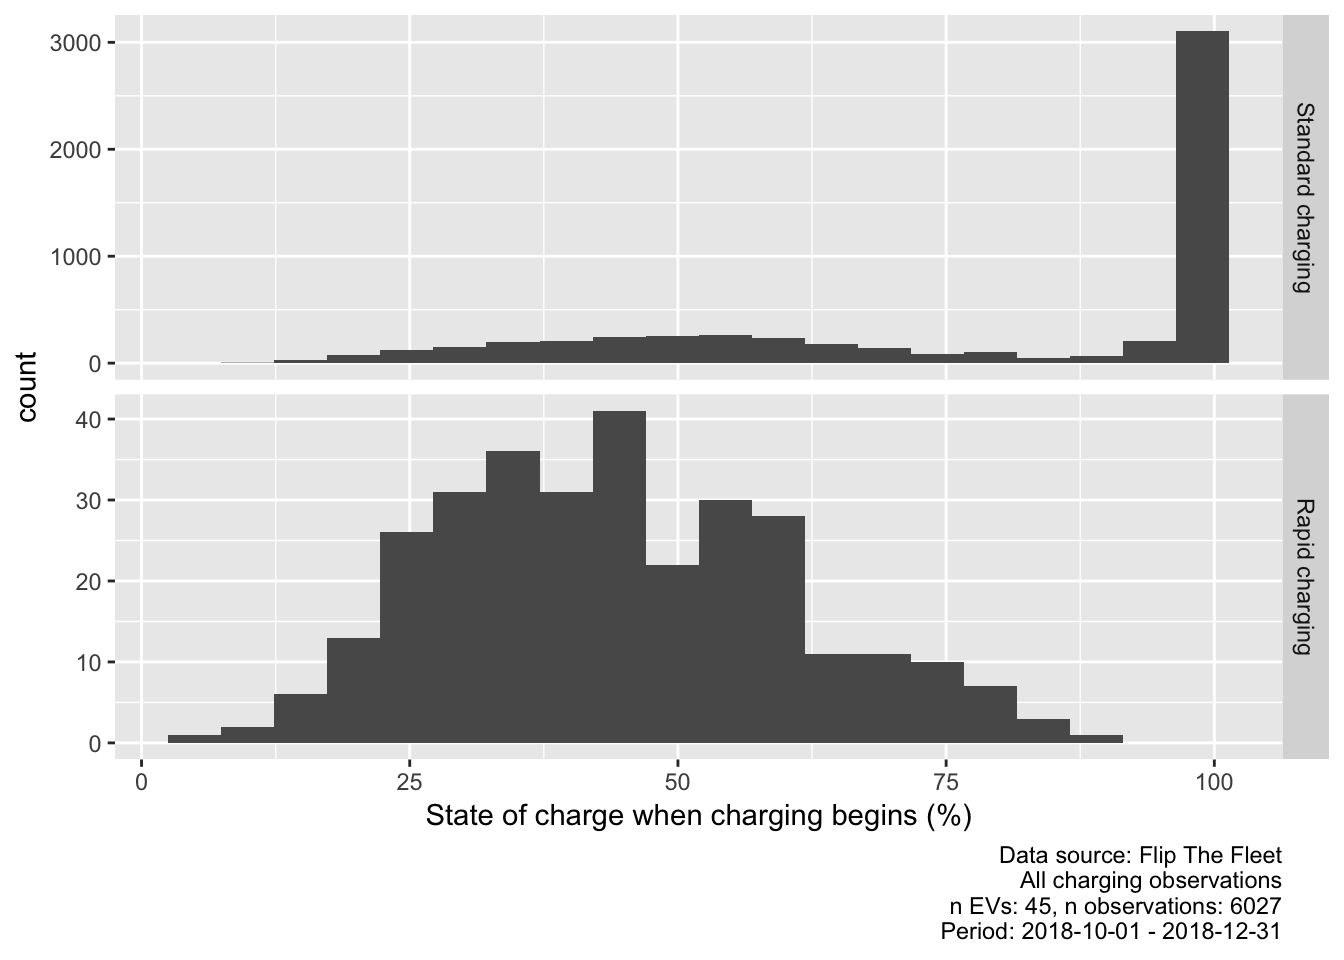 3000
2000
1000
0
Standard charging
count
40
30
20
10
0
Rapid charging
0 25 50 75 100
State of charge when charging begins (%)
Data source: Flip The Fleet
All charging observations
n EVs: 45, n observations: 6027
Period: 2018-10-01 - 2018-12-31